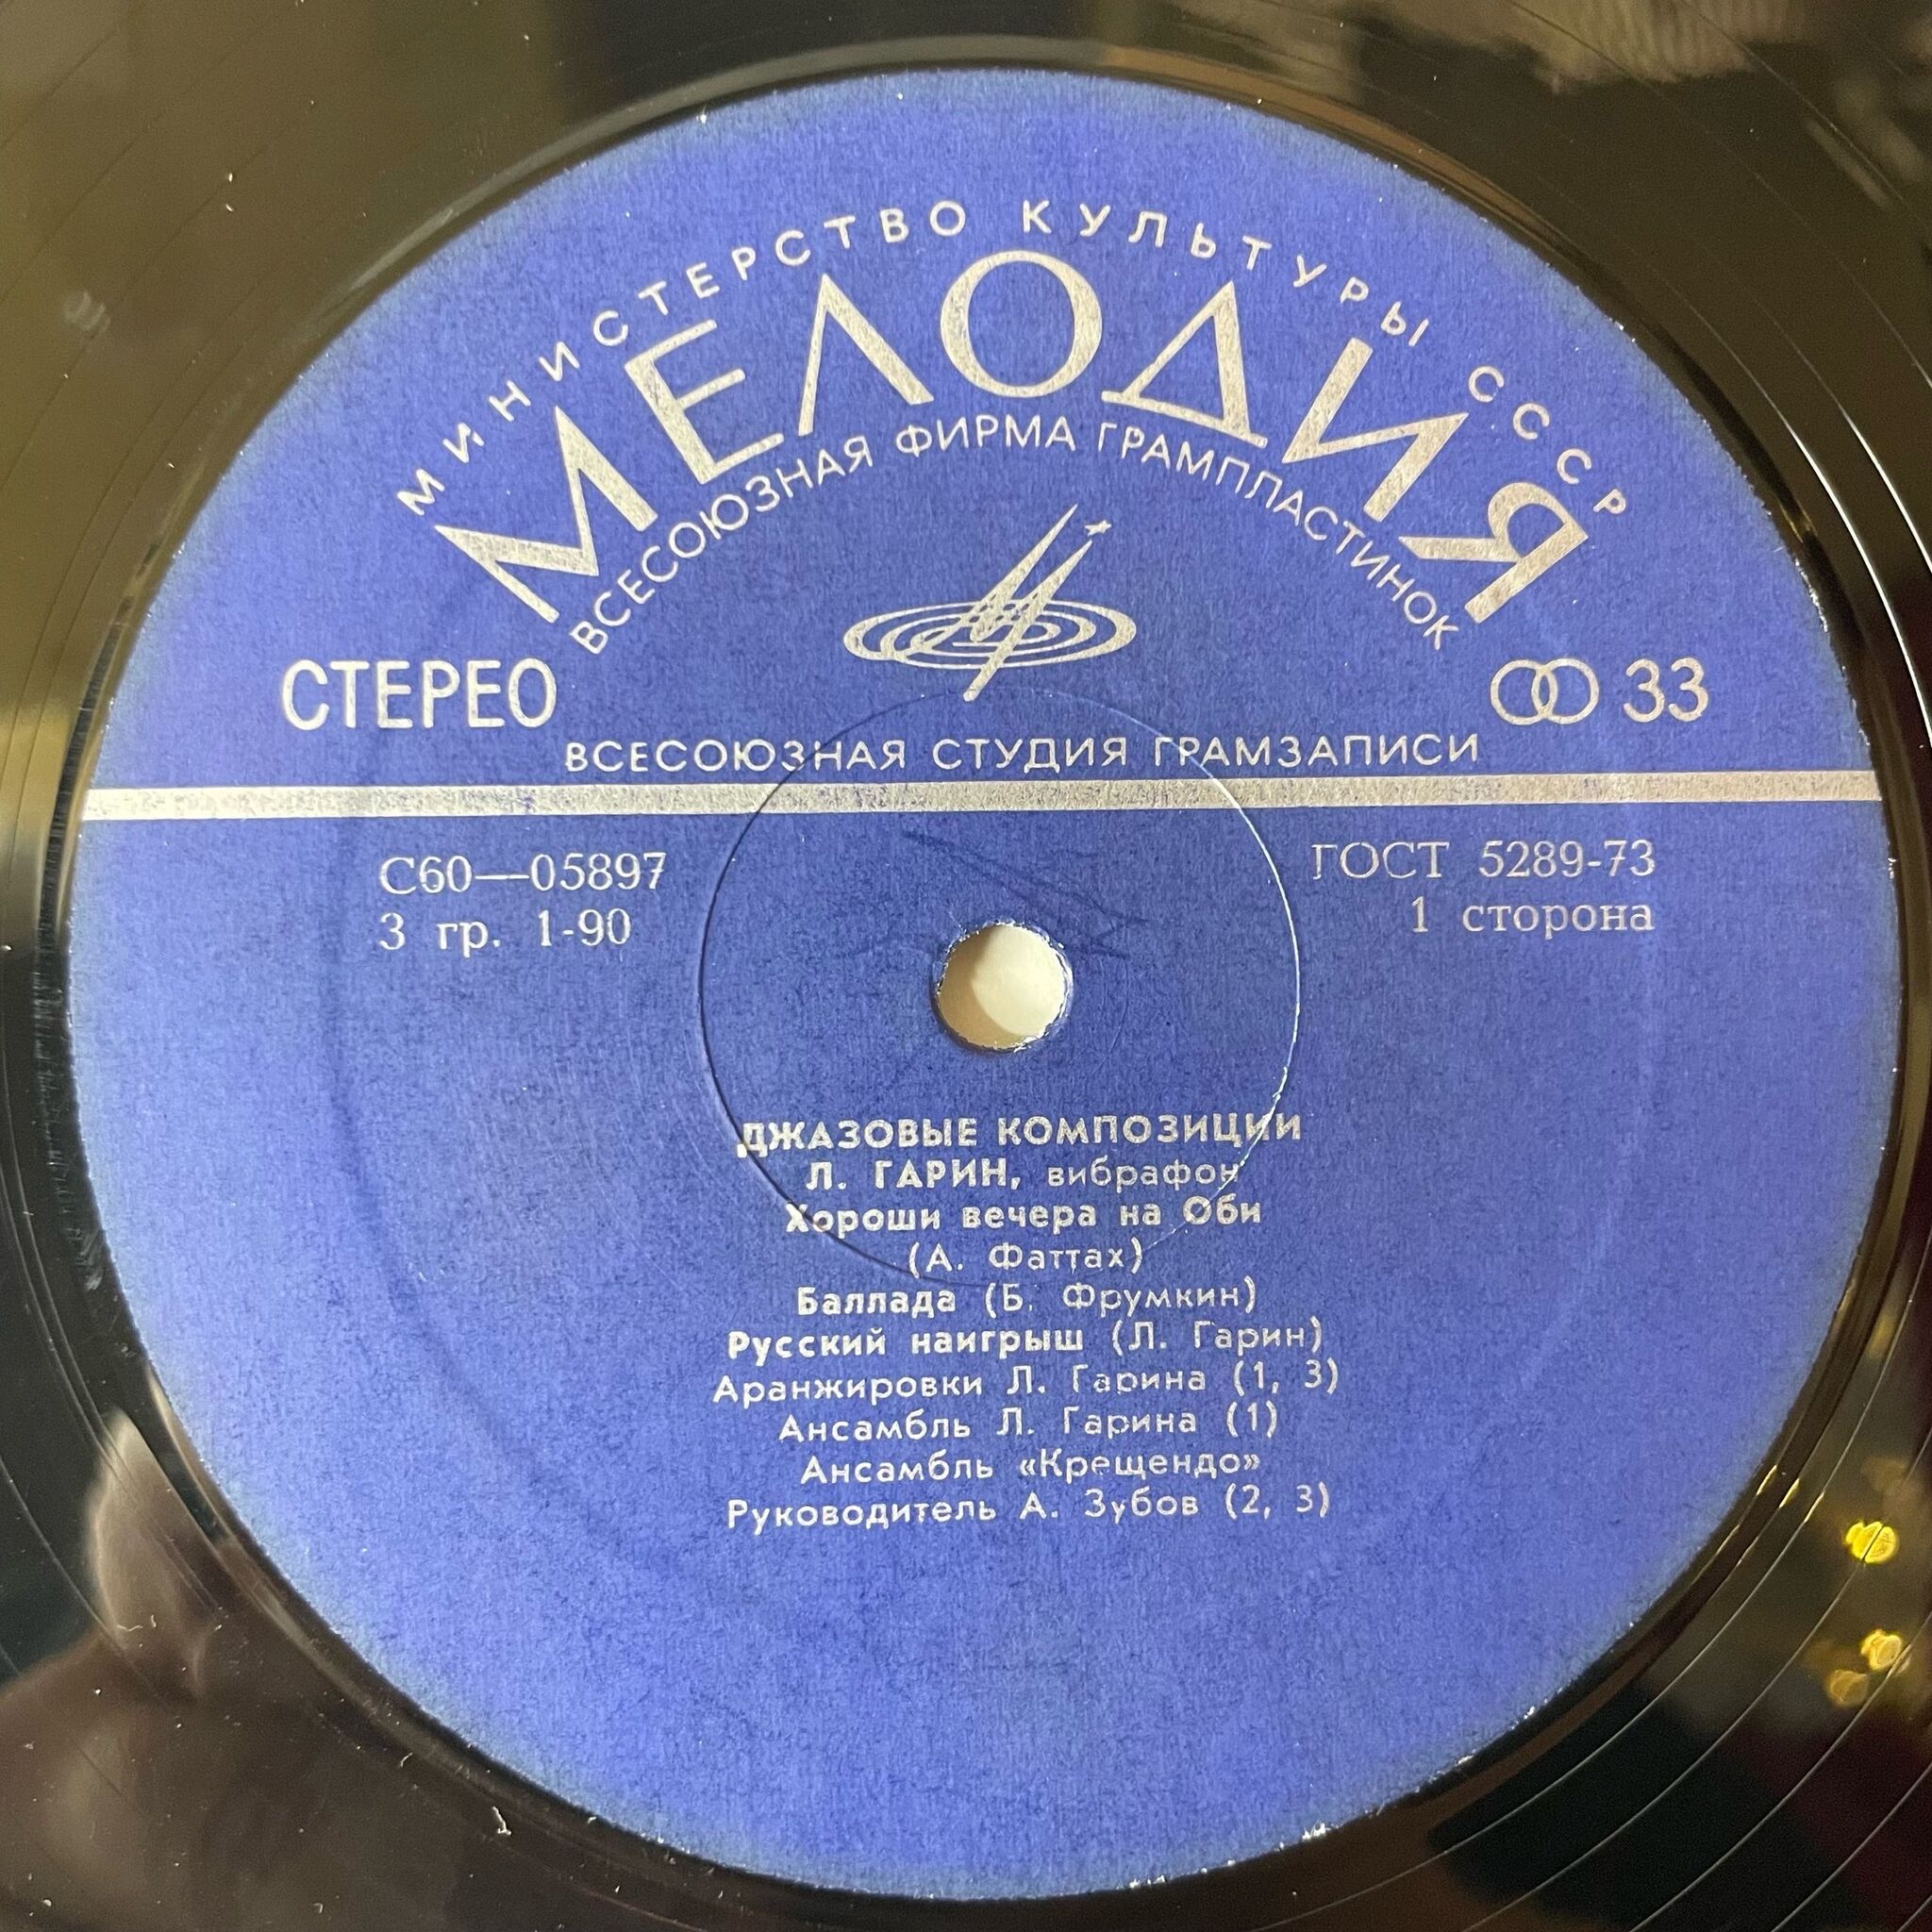 МИНИСТЕРСТВО КУЛЬТУРЫ СССР
МЕЛОДИЯ
ВСЕСОЮЗНАЯ ФИРМА ГРАМПЛАСТИНОК
СТЕРЕО
33
ВСЕСОЮЗНАЯ СТУДИЯ ГРАМЗАПИСИ
С60—05897
3 гр. 1-90
ГОСТ 5289-73
1 сторона
ДЖАЗОВЫЕ КОМПОЗИЦИИ
Л. ГАРИН, вибрафон
Хороши вечера на Оби
(А. Фаттах)
Баллада (Б. Фрумкин)
Русский наигрыш (Л. Гарин)
Аранжировки Л. Гарина (1, 3)
Ансамбль Л. Гарина (1)
Ансамбль «Крещендо»
Руководитель А. Зубов (2, 3)